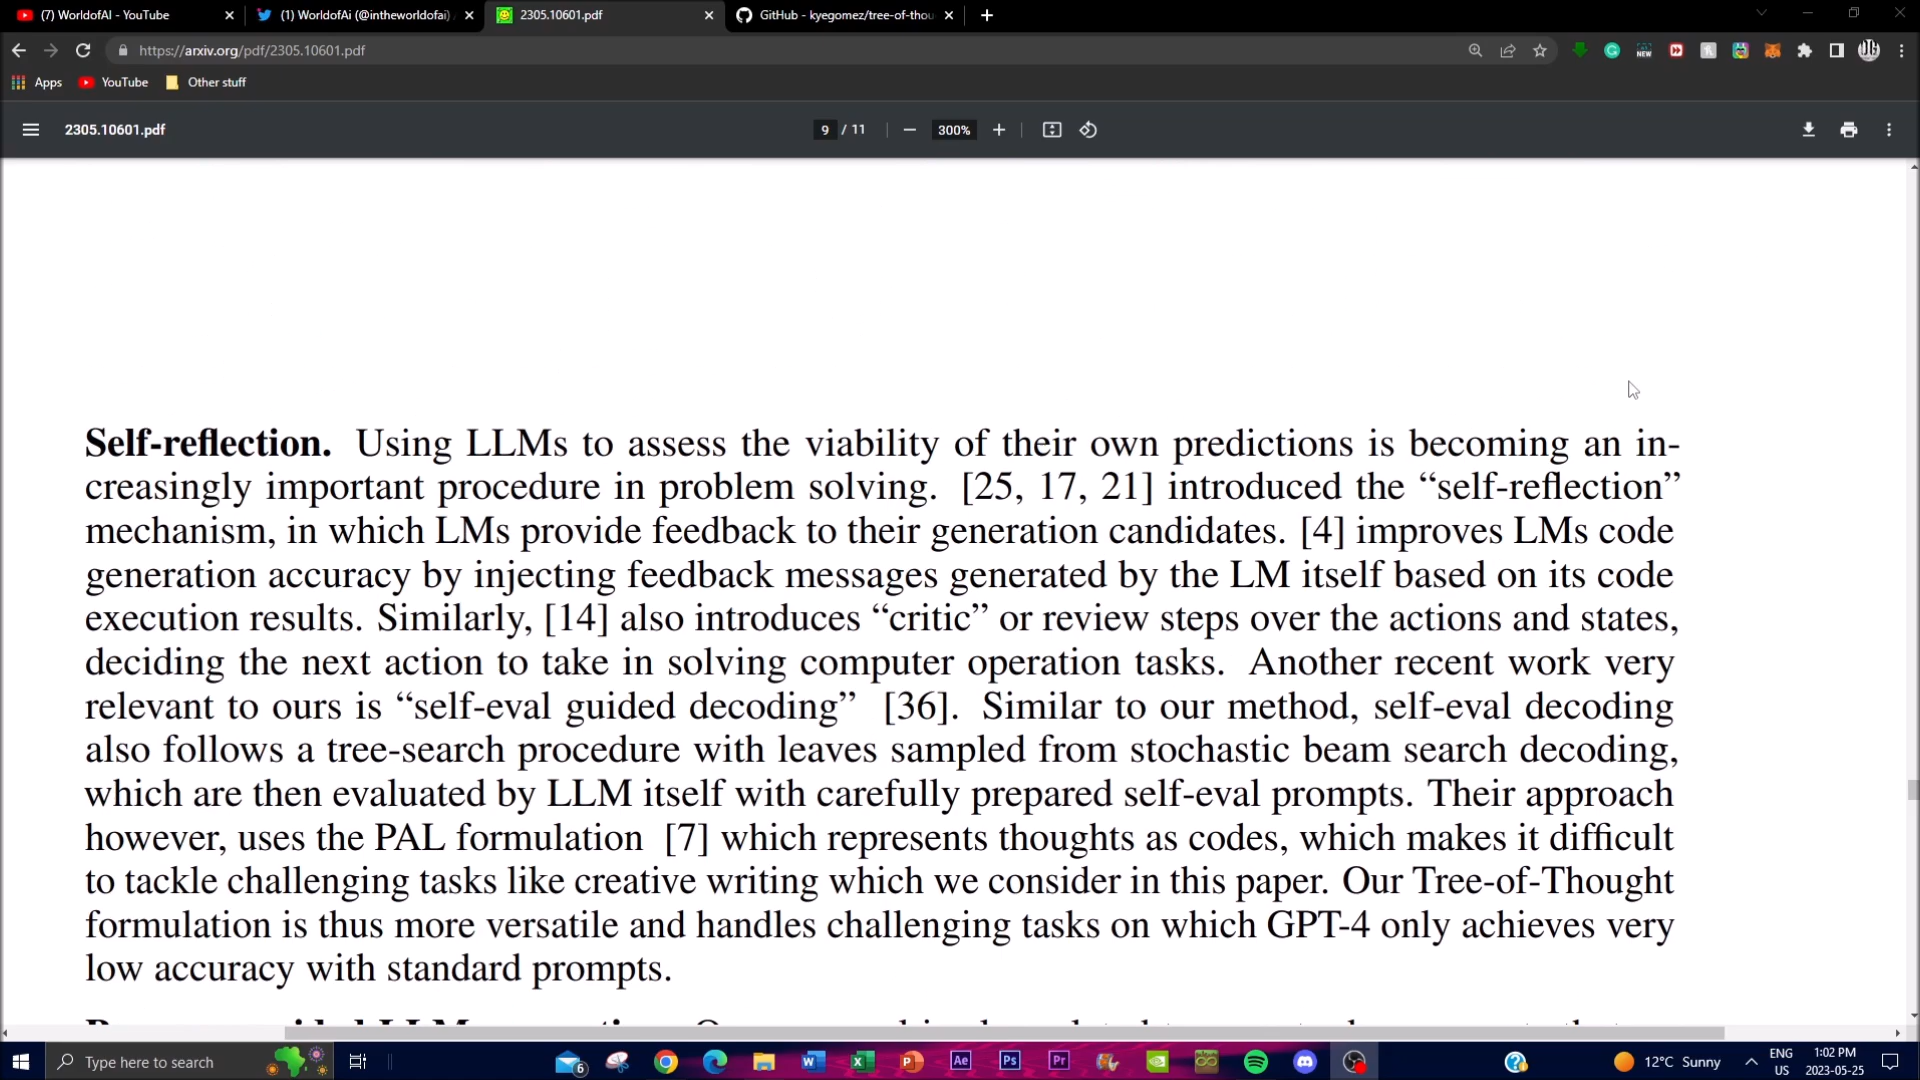 (7) WorldofAI - YouTube
(1) WorldofAi (@intheworldofai)
2305.10601.pdf
GitHub - kyegomez/tree-of-thou
https://arxiv.org/pdf/2305.10601.pdf
NEW
Apps
YouTube
Other stuff
2305.10601.pdf
9 / 11
300%
Self-reflection. Using LLMs to assess the viability of their own predictions is becoming an in-
creasingly important procedure in problem solving. [25, 17, 21] introduced the “self-reflection”
mechanism, in which LMs provide feedback to their generation candidates. [4] improves LMs code
generation accuracy by injecting feedback messages generated by the LM itself based on its code
execution results. Similarly, [14] also introduces “critic” or review steps over the actions and states,
deciding the next action to take in solving computer operation tasks. Another recent work very
relevant to ours is “self-eval guided decoding” [36]. Similar to our method, self-eval decoding
also follows a tree-search procedure with leaves sampled from stochastic beam search decoding,
which are then evaluated by LLM itself with carefully prepared self-eval prompts. Their approach
however, uses the PAL formulation [7] which represents thoughts as codes, which makes it difficult
to tackle challenging tasks like creative writing which we consider in this paper. Our Tree-of-Thought
formulation is thus more versatile and handles challenging tasks on which GPT-4 only achieves very
low accuracy with standard prompts.
Type here to search
6
Ae
Ps
Pr
12°C Sunny
ENG
US
1:02 PM
2023-05-25